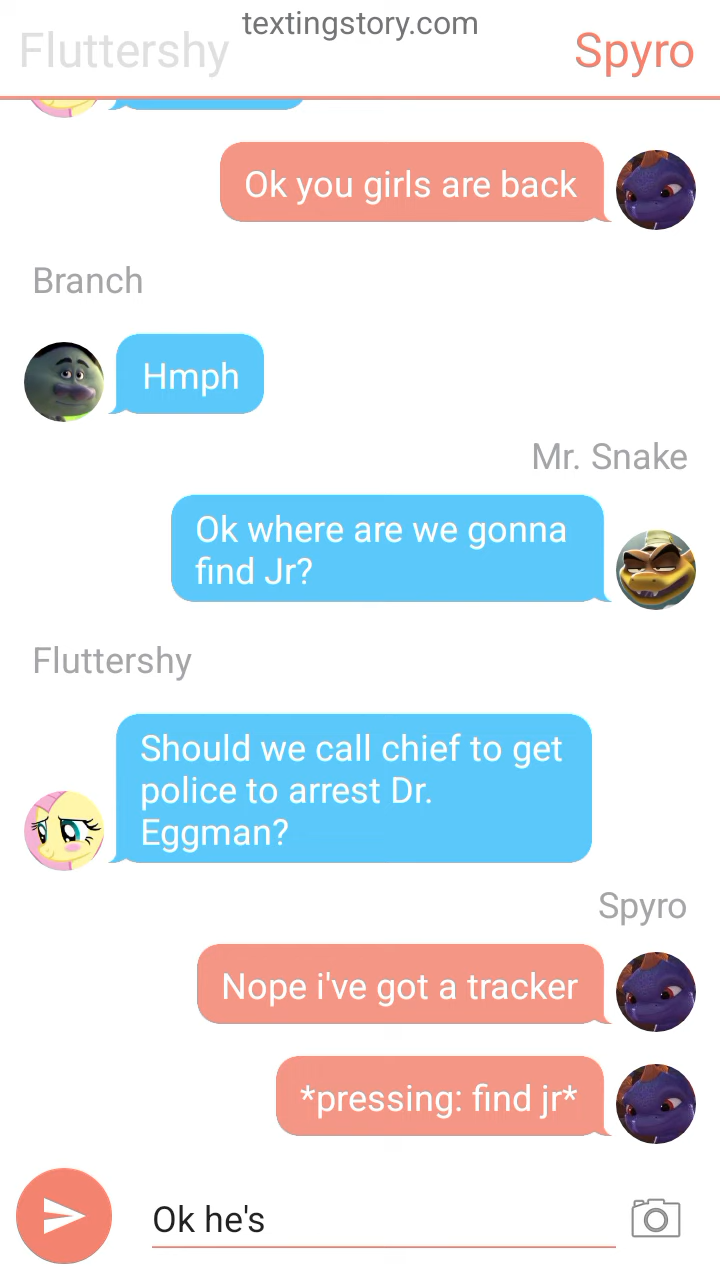 textingstory.com
Fluttershy
Spyro
Ok you girls are back
Branch
Hmph
Mr. Snake
Ok where are we gonna
find Jr?
Fluttershy
Should we call chief to get
police to arrest Dr.
Eggman?
Spyro
Nope i've got a tracker
*pressing: find jr*
Ok he's